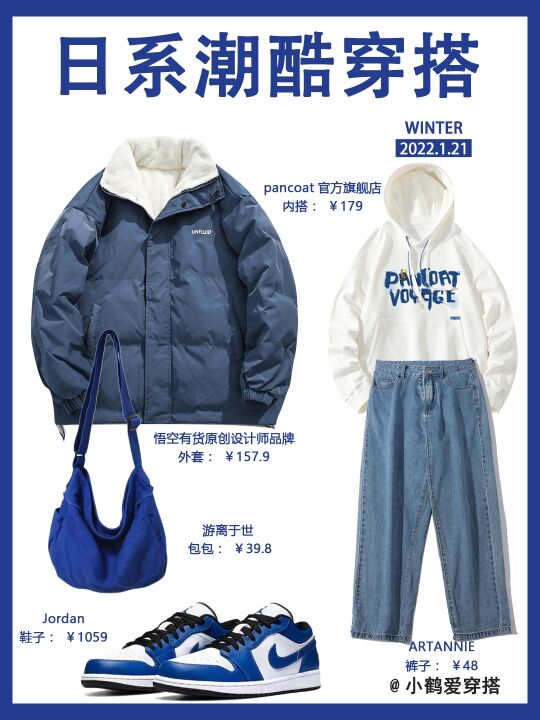 日系潮酷穿搭
WINTER
2022.1.21
pancoat 官方旗舰店
内搭： ￥179
UNFLUID
PANCOAT
VOYAGE
悟空有货原创设计师品牌
外套： ￥157.9
游离于世
包包： ￥39.8
Jordan
鞋子： ￥1059
ARTANNIE
裤子： ￥48
@小鹤爱穿搭